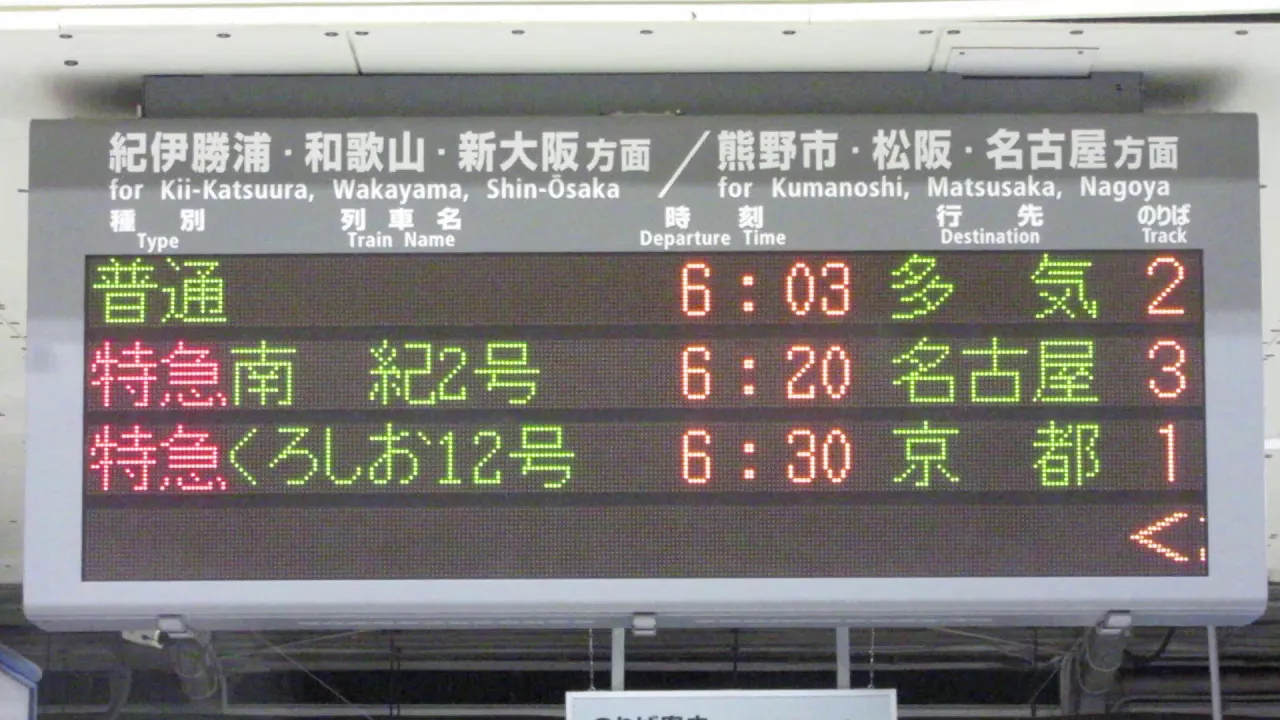 紀伊勝浦・和歌山・新大阪方面／熊野市・松阪・名古屋方面
for Kii-Katsuura, Wakayama, Shin-Ōsaka for Kumanoshi, Matsusaka, Nagoya
種別 列車名 時刻 行先 のりば
Type Train Name Departure Time Destination Track
普通 6:03 多気 2
特急 南紀2号 6:20 名古屋 3
特急 くろしお12号 6:30 京都 1
く